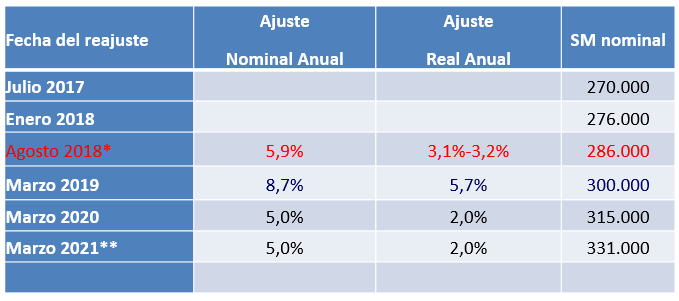 Fecha del reajuste Ajuste Nominal Anual Ajuste Real Anual SM nominal
Julio 2017 270.000
Enero 2018 276.000
Agosto 2018* 5,9% 3,1%-3,2% 286.000
Marzo 2019 8,7% 5,7% 300.000
Marzo 2020 5,0% 2,0% 315.000
Marzo 2021** 5,0% 2,0% 331.000